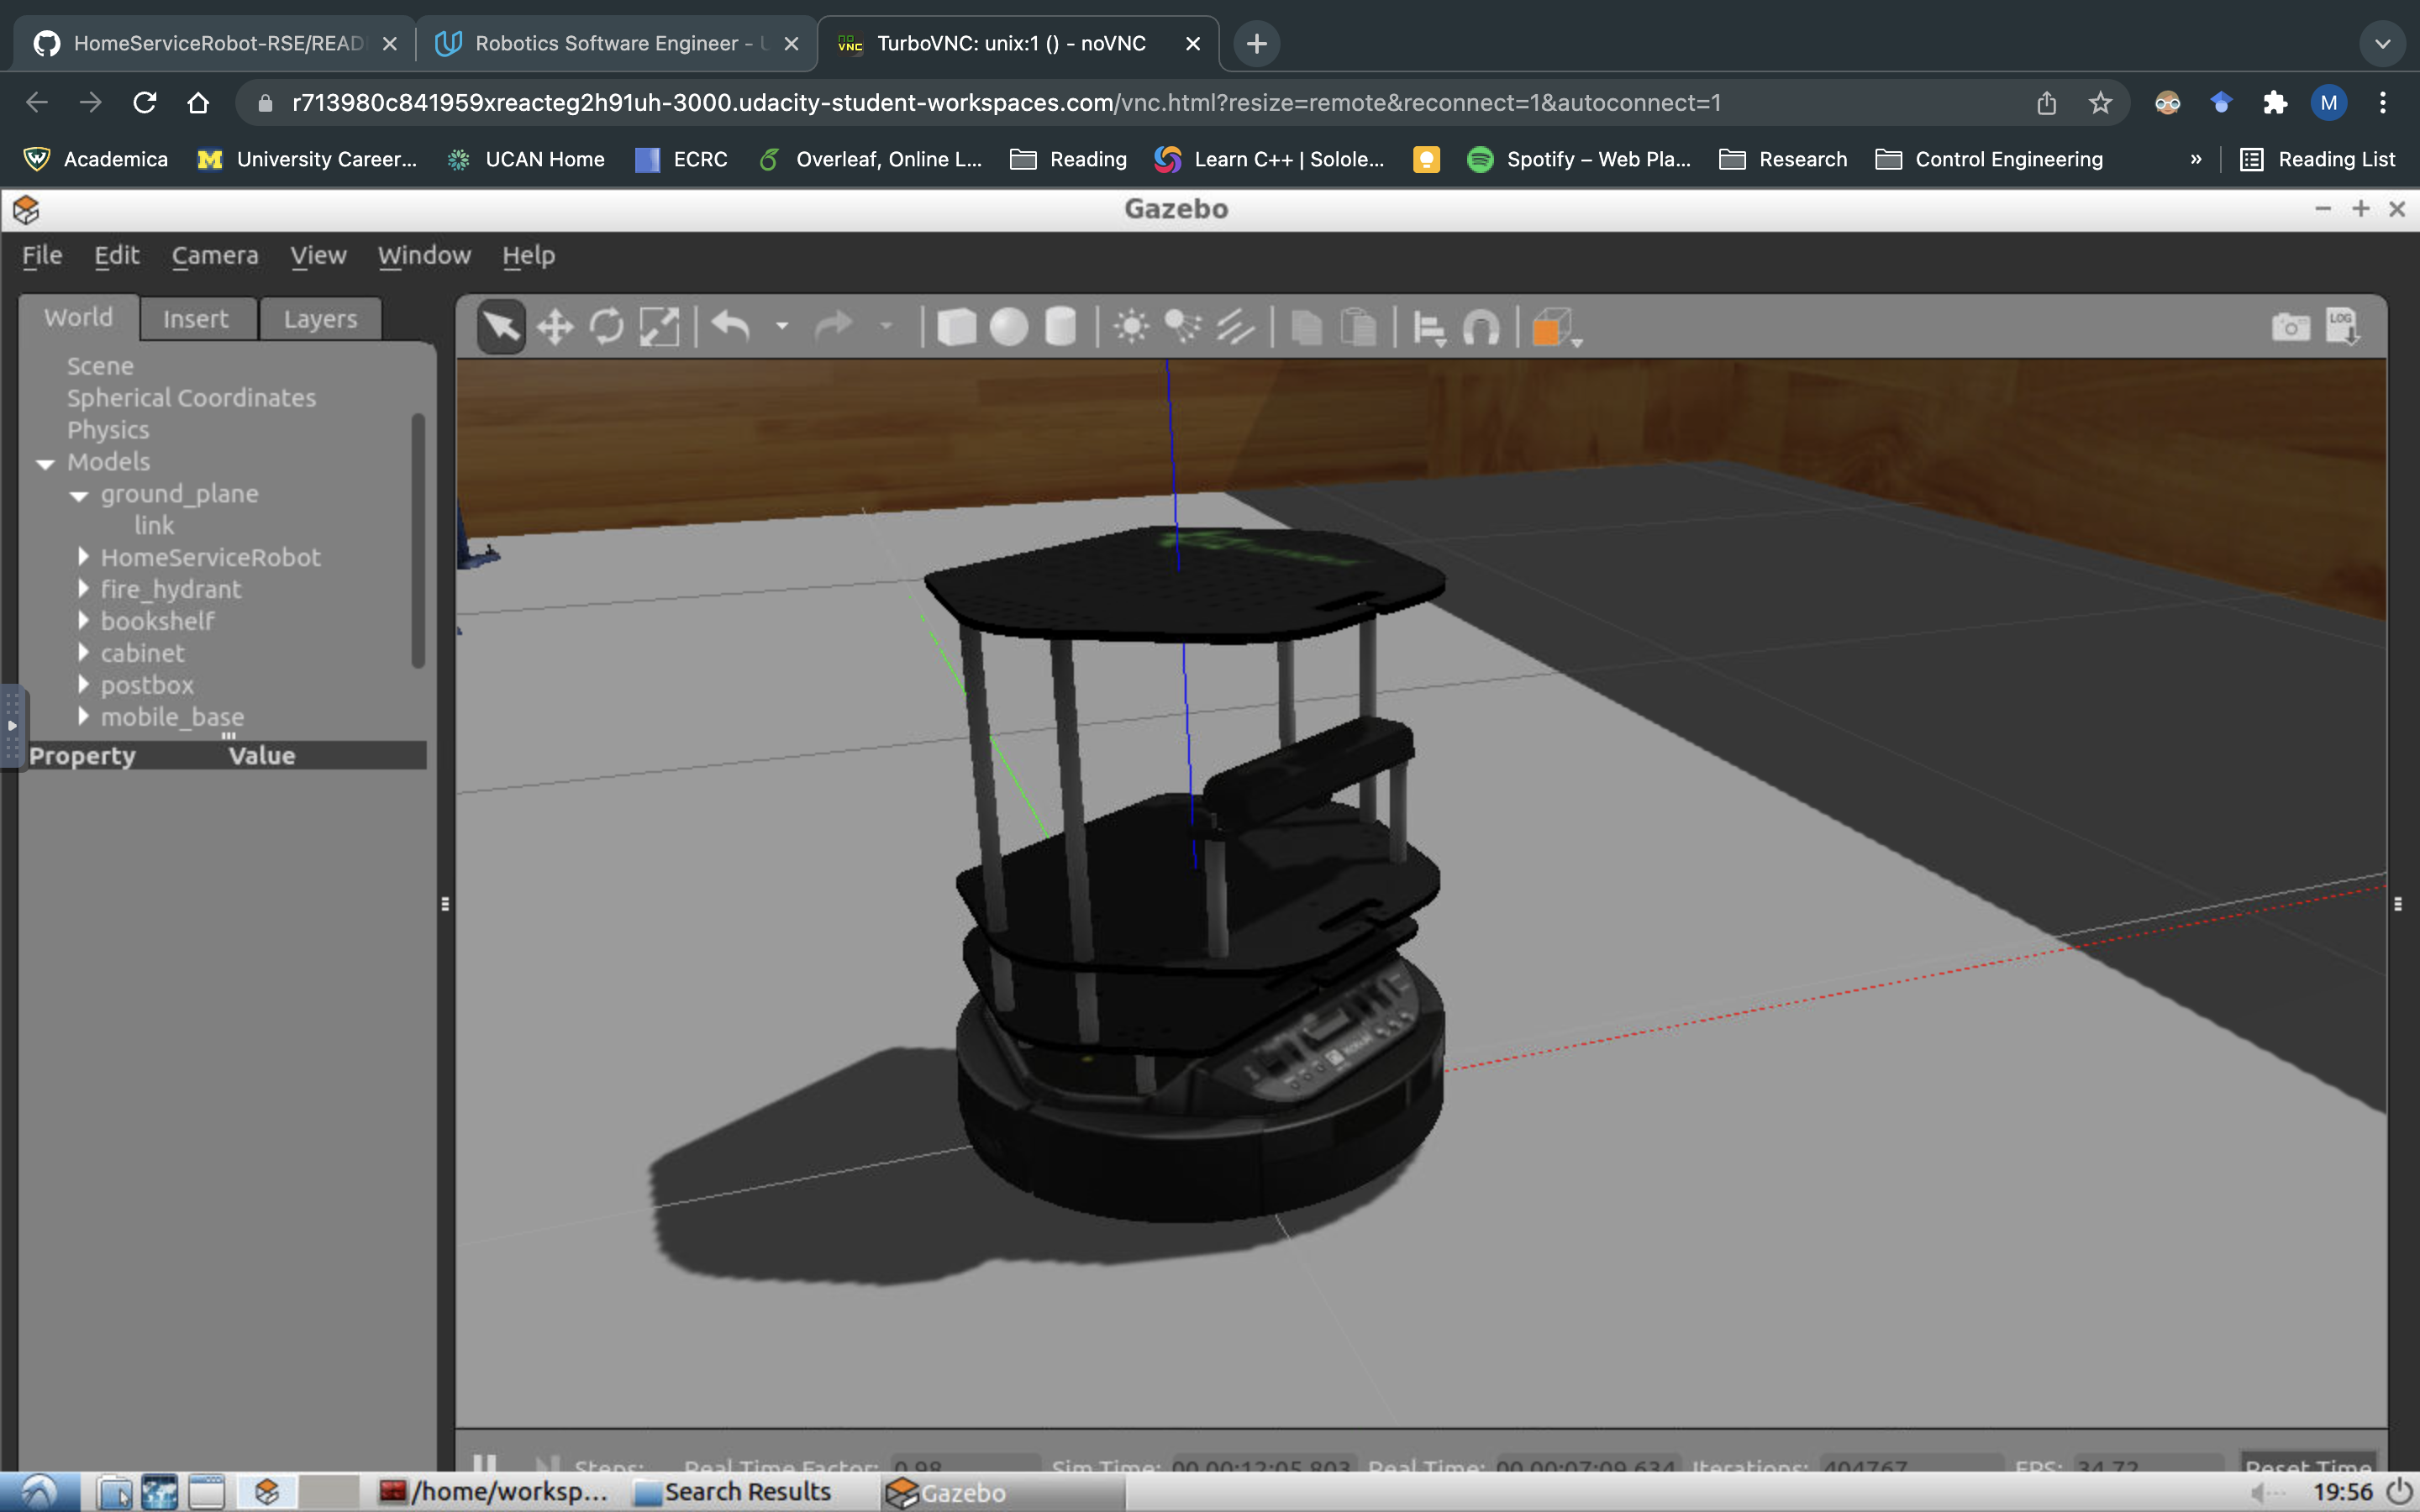 HomeServiceRobot-RSE/READ
Robotics Software Engineer - U
TurboVNC: unix:1 () - noVNC
r713980c841959xreacteg2h91uh-3000.udacity-student-workspaces.com/vnc.html?resize=remote&reconnect=1&autoconnect=1
M
Academica
University Career...
UCAN Home
ECRC
Overleaf, Online L...
Reading
Learn C++ | Solole...
Spotify – Web Pla...
Research
Control Engineering
»
Reading List
Gazebo
File Edit Camera View Window Help
World Insert Layers
LOG
Scene
Spherical Coordinates
Physics
Models
ground_plane
link
HomeServiceRobot
fire_hydrant
bookshelf
cabinet
postbox
mobile_base
Property Value
Steps: Real Time Factor: 0.98 Sim Time: 00 00:12:05.803 Real Time: 00 00:07:09.634 Iterations: 404767 FPS: 34.72 Reset Time
/home/worksp...
Search Results
Gazebo
19:56